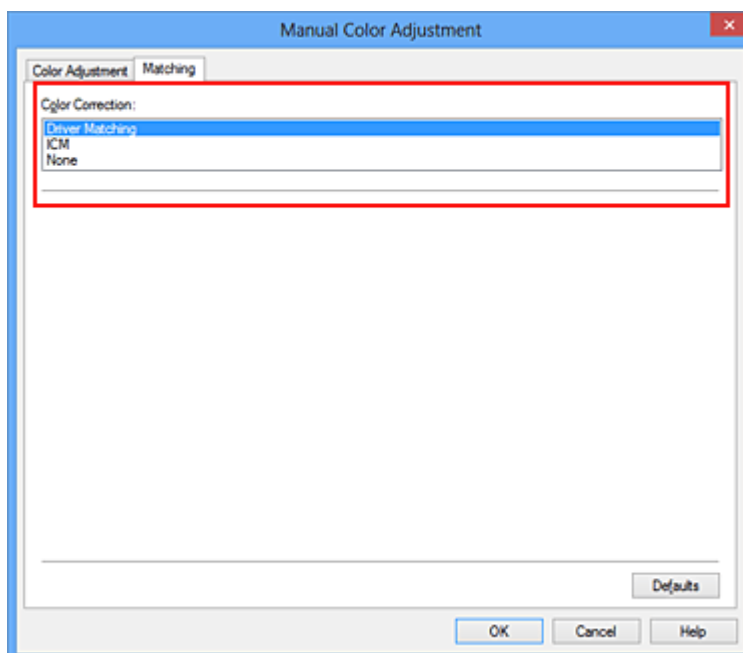 Manual Color Adjustment
Color Adjustment Matching
Color Correction:
Driver Matching
ICM
None
Defaults
OK Cancel Help